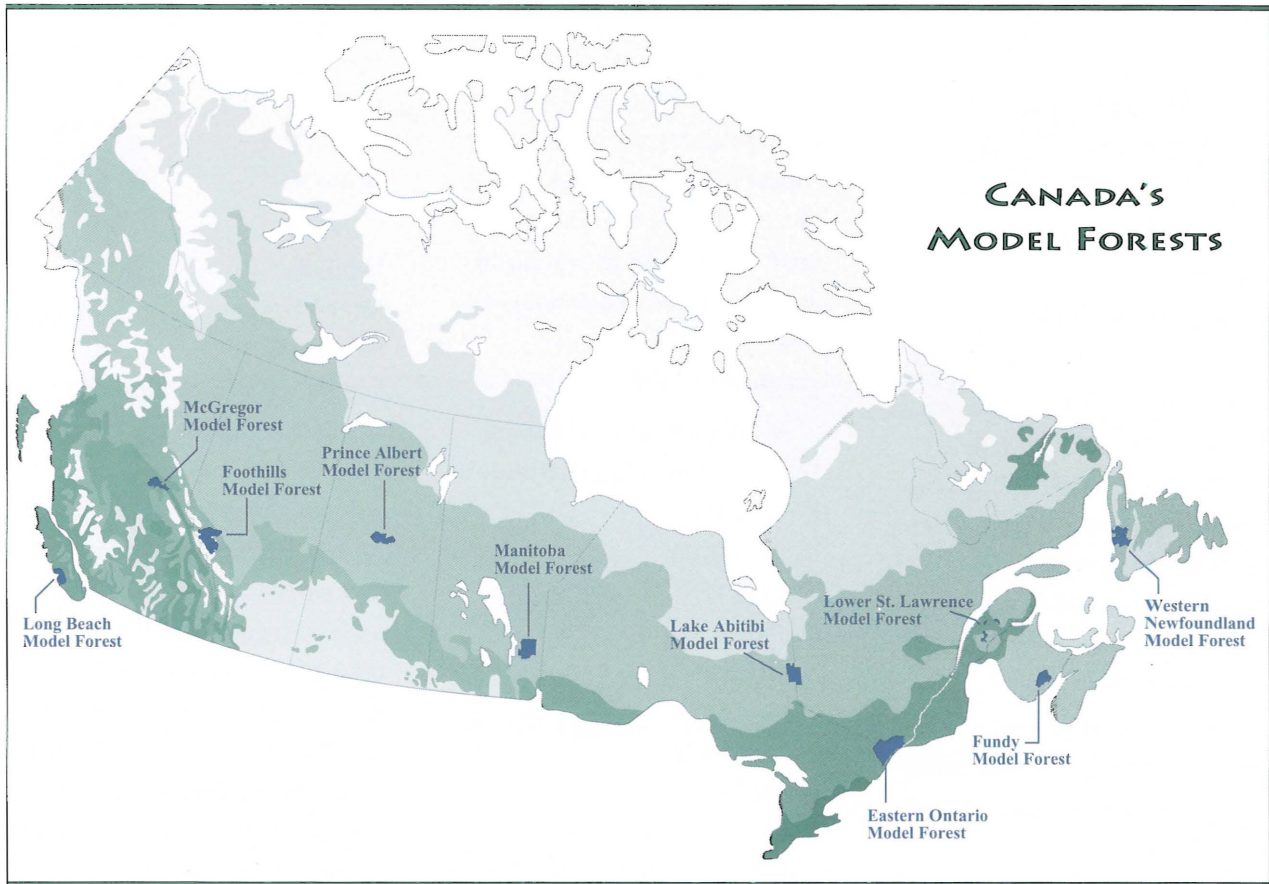 CANADA'S
MODEL FORESTS
McGregor
Model Forest
Foothills
Model Forest
Prince Albert
Model Forest
Manitoba
Model Forest
Long Beach
Model Forest
Lake Abitibi
Model Forest
Lower St. Lawrence
Model Forest
Western
Newfoundland
Model Forest
Fundy
Model Forest
Eastern Ontario
Model Forest